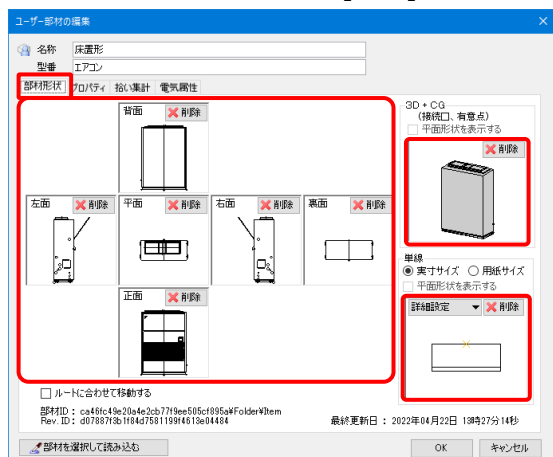 ユーザー部材の編集
名称 床置形
型番 エアコン
部材形状 プロパティ 拾い集計 電気属性
背面 削除
左面 削除 平面 削除 右面 削除 裏面 削除
正面 削除
ルートに合わせて移動する
3D + CG
(接続口、有意点)
平面形状を表示する
削除
単線
実寸サイズ 用紙サイズ
平面形状を表示する
詳細設定 削除
部材ID : ca46fc49e20a4e2cb77f9ee505cf895a¥Folder¥Item
Rev. ID : d07887f3b1f84d7581199f4613e04484
最終更新日 : 2022年04月22日 13時27分14秒
部材を選択して読み込む OK キャンセル